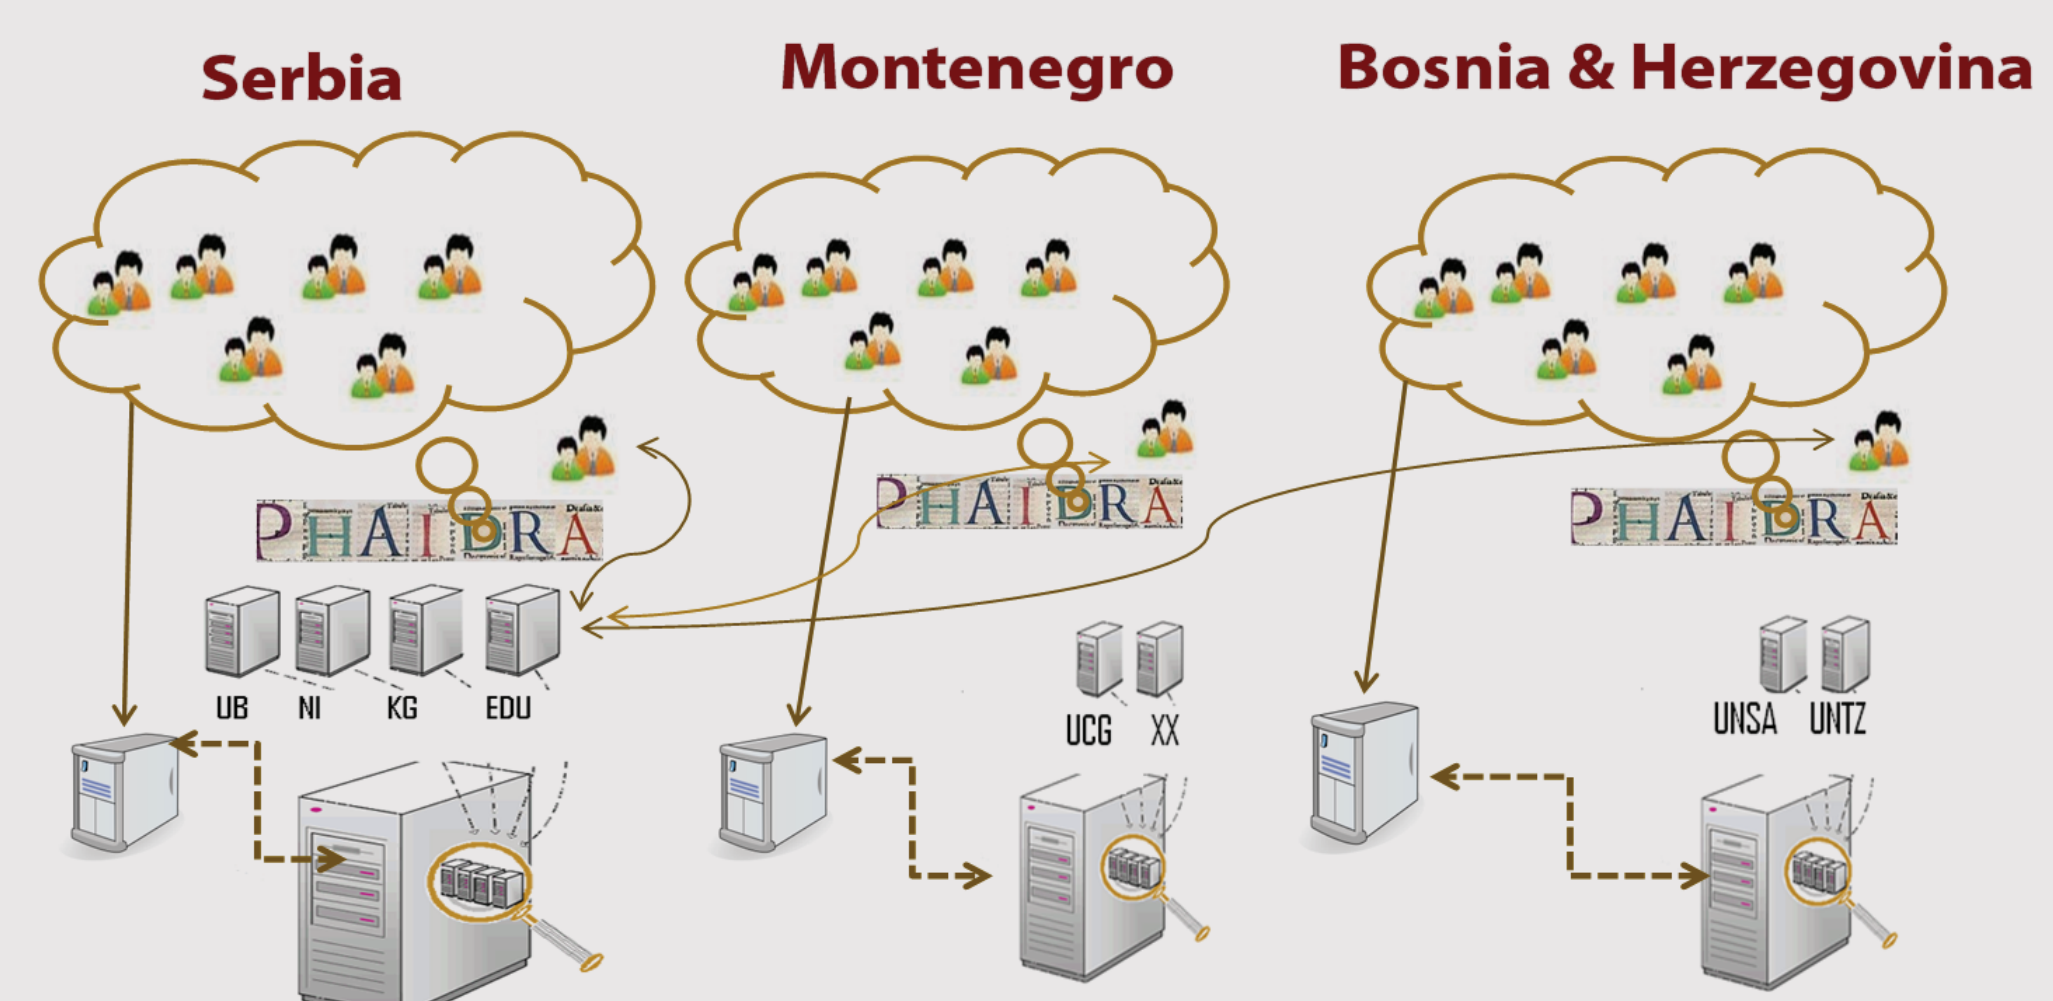 Serbia
Montenegro
Bosnia & Herzegovina
PHAIDRA
PHAIDRA
PHAIDRA
UB NI KG EDU
UCG XX
UNSA UNTZ